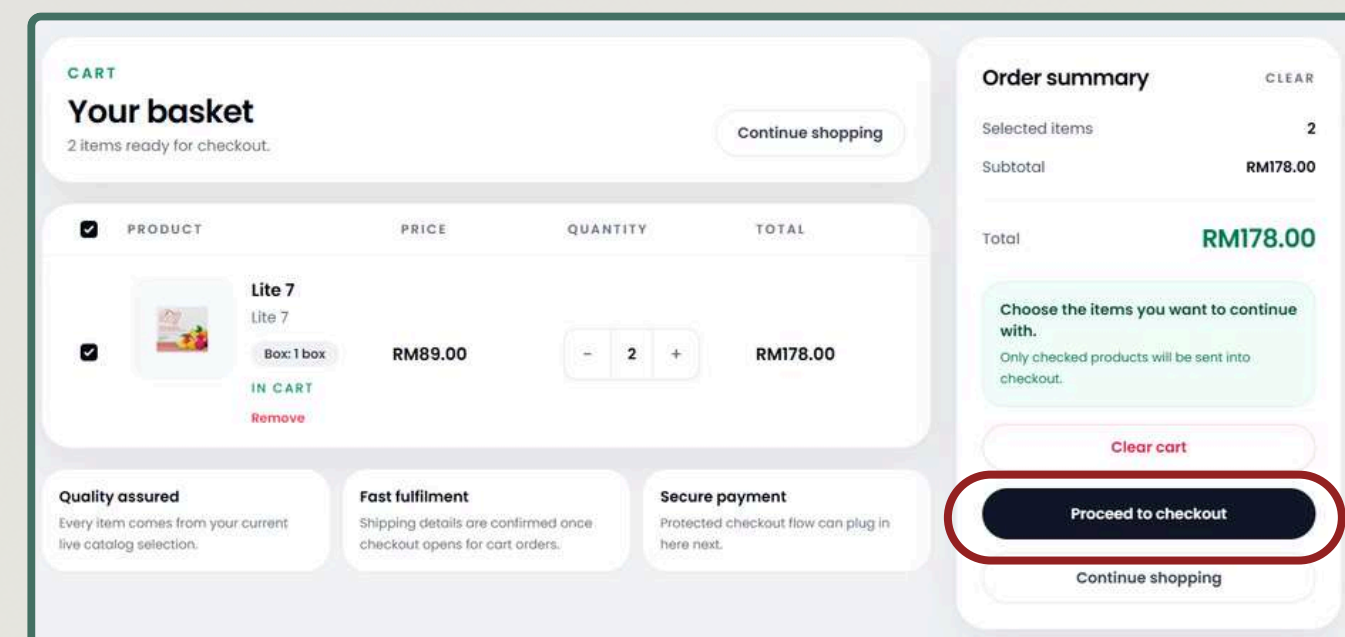 CART
Your basket
2 items ready for checkout.
Continue shopping
PRODUCT PRICE QUANTITY TOTAL
Lite 7
Lite 7
Box: 1 box
IN CART
Remove
RM89.00
- 2 +
RM178.00
Quality assured
Every item comes from your current
live catalog selection.
Fast fulfilment
Shipping details are confirmed once
checkout opens for cart orders.
Secure payment
Protected checkout flow can plug in
here next.
Order summary CLEAR
Selected items 2
Subtotal RM178.00
Total RM178.00
Choose the items you want to continue
with.
Only checked products will be sent into
checkout.
Clear cart
Proceed to checkout
Continue shopping